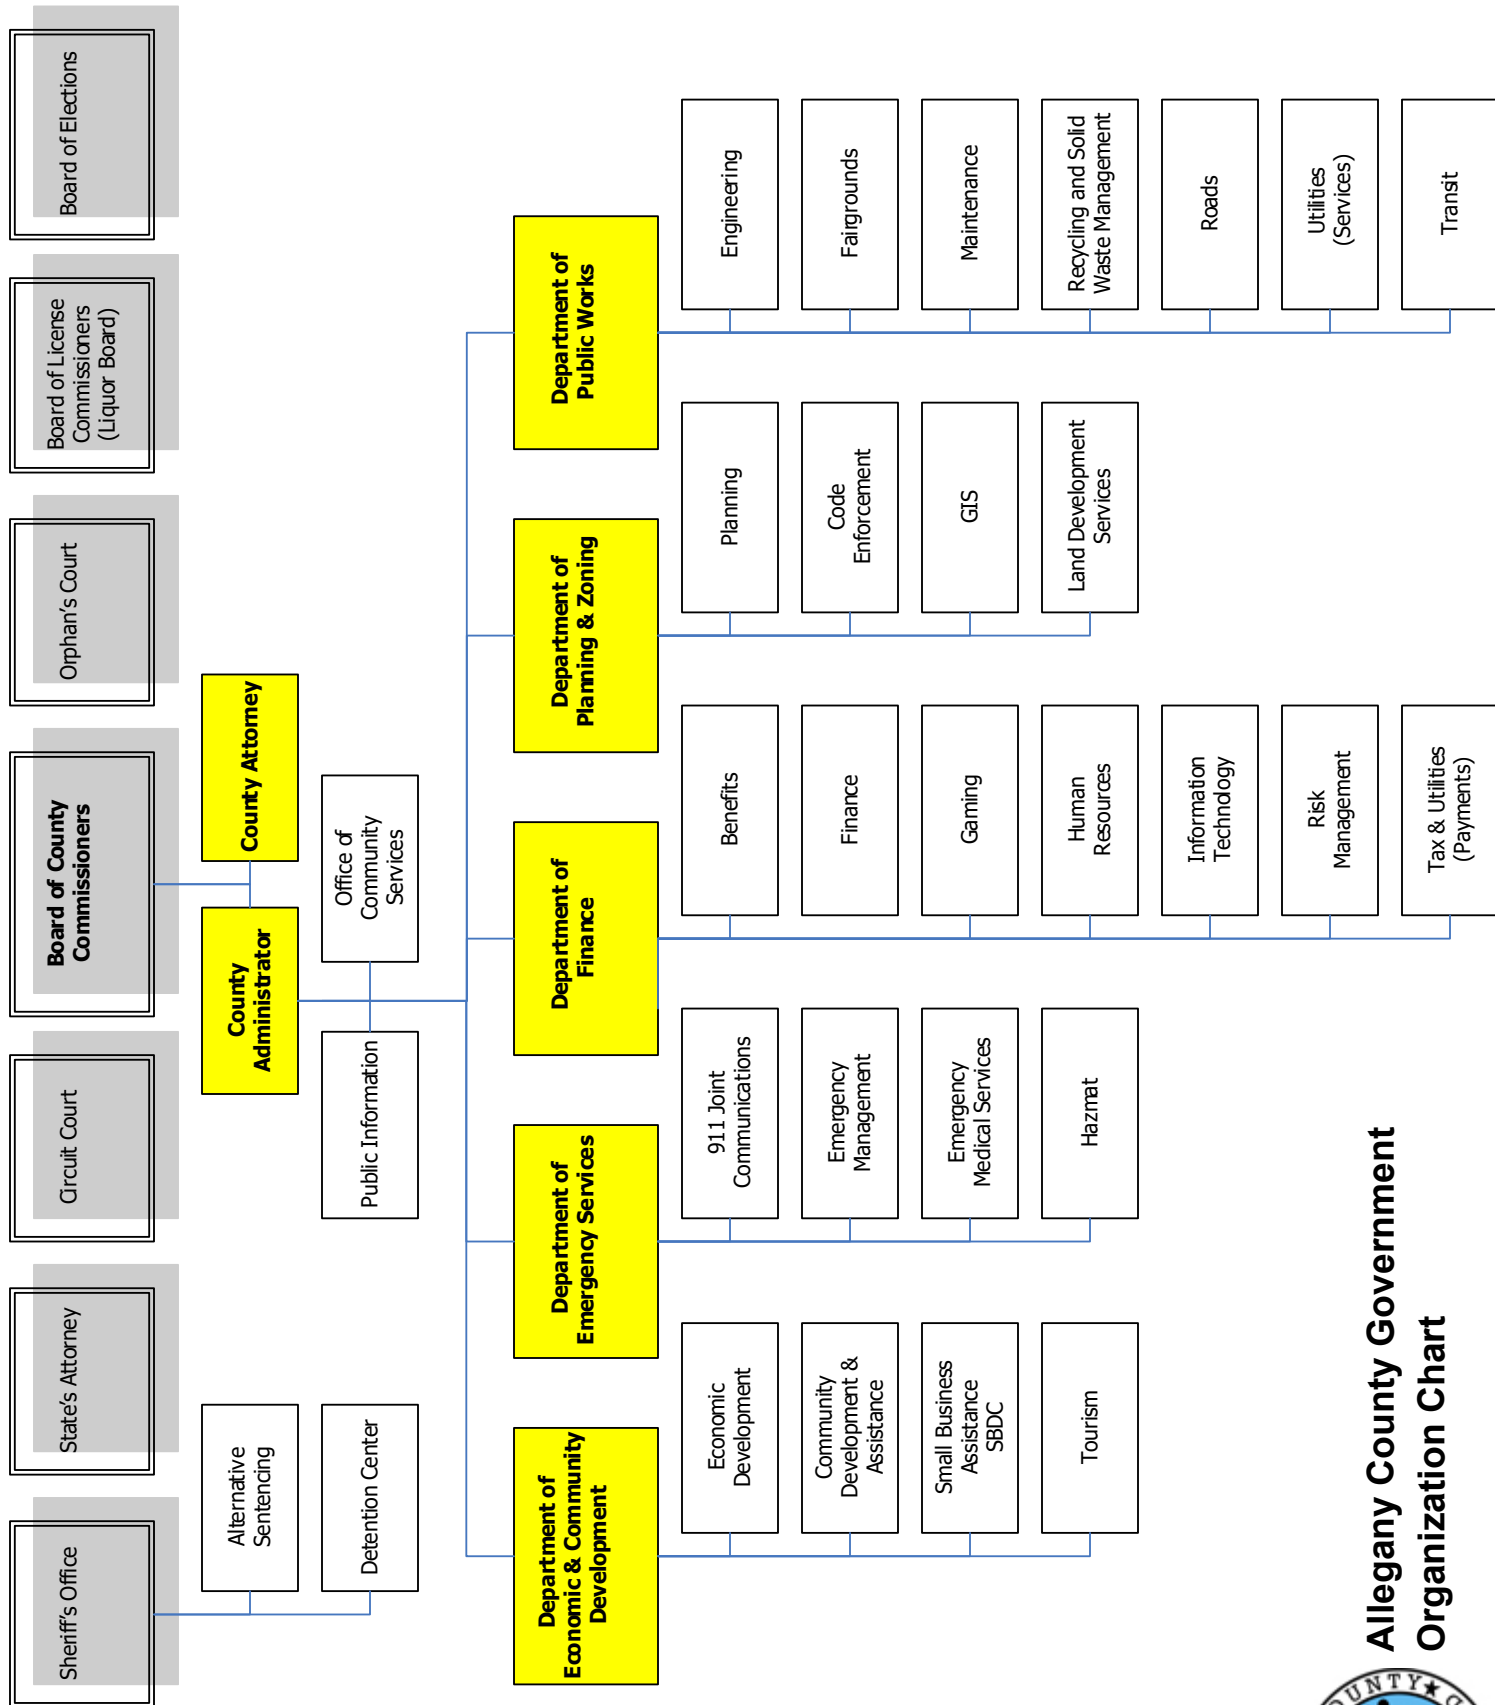 Sheriff's Office
State's Attorney
Circuit Court
Board of County
Commissioners
Orphan's Court
Board of License
Commissioners
(Liquor Board)
Board of Elections
Alternative
Sentencing
Detention Center
County
Administrator
County Attorney
Public Information
Office of
Community
Services
Department of
Economic & Community
Development
Department of
Emergency Services
Department of
Finance
Department of
Planning & Zoning
Department of
Public Works
Economic
Development
Community
Development &
Assistance
Small Business
Assistance
SBDC
Tourism
911 Joint
Communications
Emergency
Management
Emergency
Medical Services
Hazmat
Benefits
Finance
Gaming
Human
Resources
Information
Technology
Risk
Management
Tax & Utilities
(Payments)
Planning
Code
Enforcement
GIS
Land Development
Services
Engineering
Fairgrounds
Maintenance
Recycling and Solid
Waste Management
Roads
Utilities
(Services)
Transit
Allegany County Government
Organization Chart